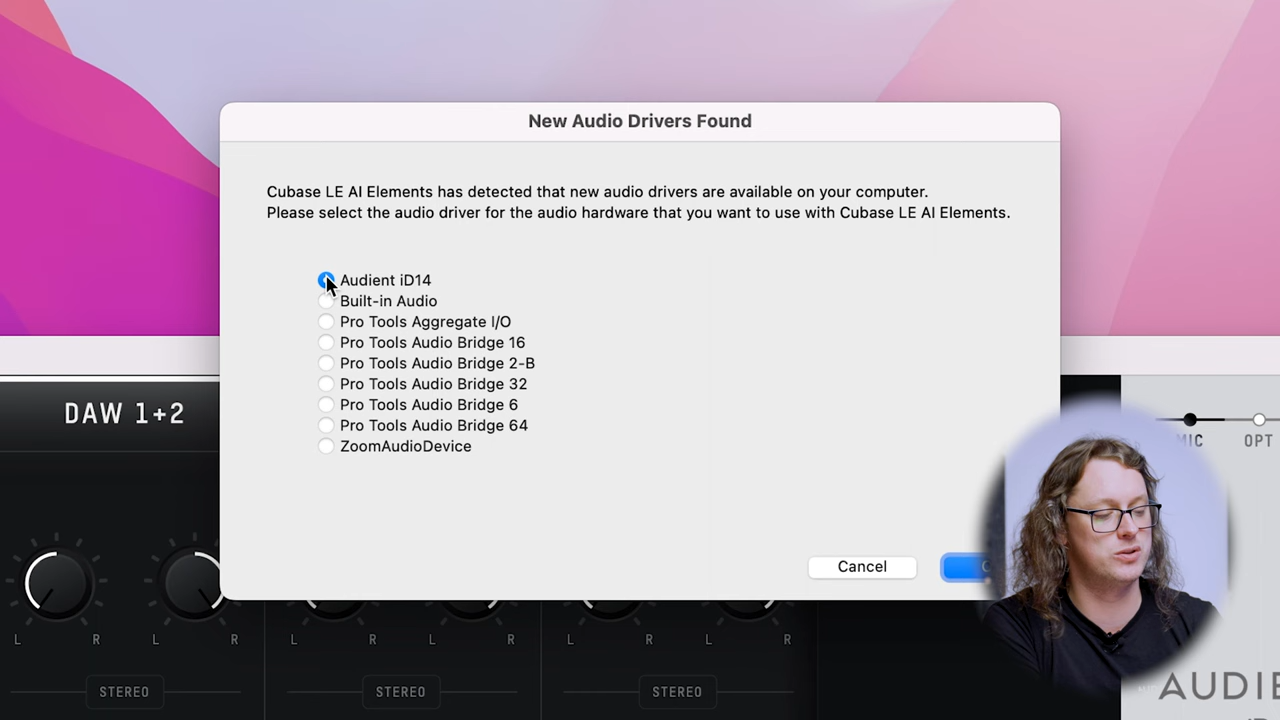 New Audio Drivers Found
Cubase LE AI Elements has detected that new audio drivers are available on your computer.
Please select the audio driver for the audio hardware that you want to use with Cubase LE AI Elements.
Audient iD14
Built-in Audio
Pro Tools Aggregate I/O
Pro Tools Audio Bridge 16
Pro Tools Audio Bridge 2-B
Pro Tools Audio Bridge 32
Pro Tools Audio Bridge 6
Pro Tools Audio Bridge 64
ZoomAudioDevice
Cancel
DAW 1+2
OPT
L R L R L R L R L R L R
STEREO STEREO STEREO
AUDIE